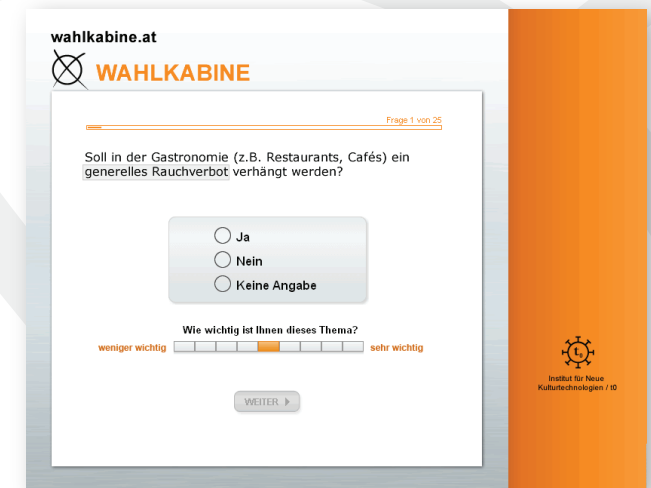 wahlkabine.at
WAHLKABINE
Frage 1 von 25
Soll in der Gastronomie (z.B. Restaurants, Cafés) ein
generelles Rauchverbot verhängt werden?
Ja
Nein
Keine Angabe
Wie wichtig ist Ihnen dieses Thema?
weniger wichtig sehr wichtig
WEITER
t0
Institut für Neue
Kulturtechnologien / t0